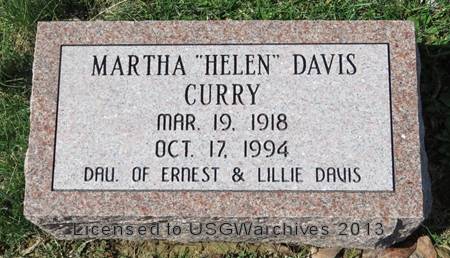 MARTHA "HELEN" DAVIS
CURRY
MAR. 19, 1918
OCT. 17, 1994
DAU. OF ERNEST & LILLIE DAVIS
Licensed to USGWarchives 2013